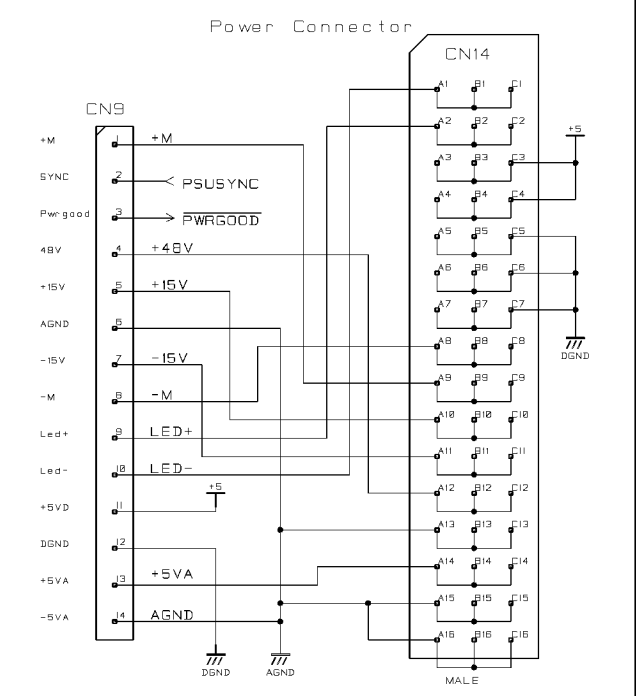 Power Connector
CN14
CN9
A1 B1 C1
A2 B2 C2
A3 B3 C3
A4 B4 C4
A5 B5 C5
A6 B6 C6
A7 B7 C7
A8 B8 C8
A9 B9 C9
A10 B10 C10
A11 B11 C11
A12 B12 C12
A13 B13 C13
A14 B14 C14
A15 B15 C15
A16 B16 C16
MALE
+5
DGND
+M 1 +M
SYNC 2 PSUSYNC
Pwrgood 3 PWRGOOD
48V 4 +48V
+15V 5 +15V
AGND 6
-15V 7 -15V
-M 8 -M
Led+ 9 LED+
Led- 10 LED-
+5VD 11 +5
DGND 12
+5VA 13 +5VA
-5VA 14 AGND
DGND AGND